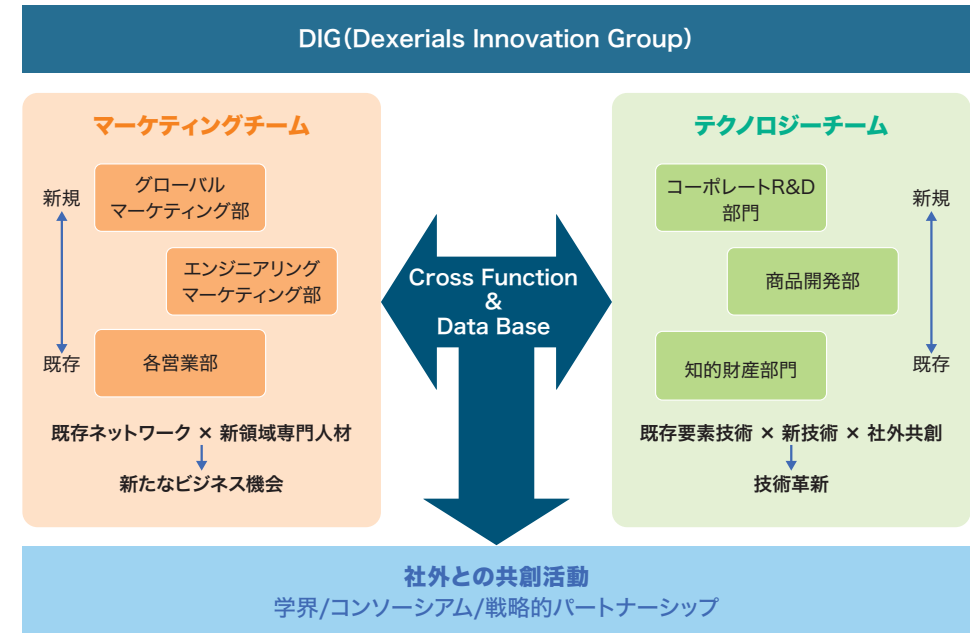 DIG(Dexerials Innovation Group)
マーケティングチーム
新規
グローバル
マーケティング部
エンジニアリング
マーケティング部
既存
各営業部
既存ネットワーク × 新領域専門人材
新たなビジネス機会
Cross Function
&
Data Base
テクノロジーチーム
コーポレートR&D
部門
新規
商品開発部
知的財産部門
既存
既存要素技術 × 新技術 × 社外共創
技術革新
社外との共創活動
学界/コンソーシアム/戦略的パートナーシップ